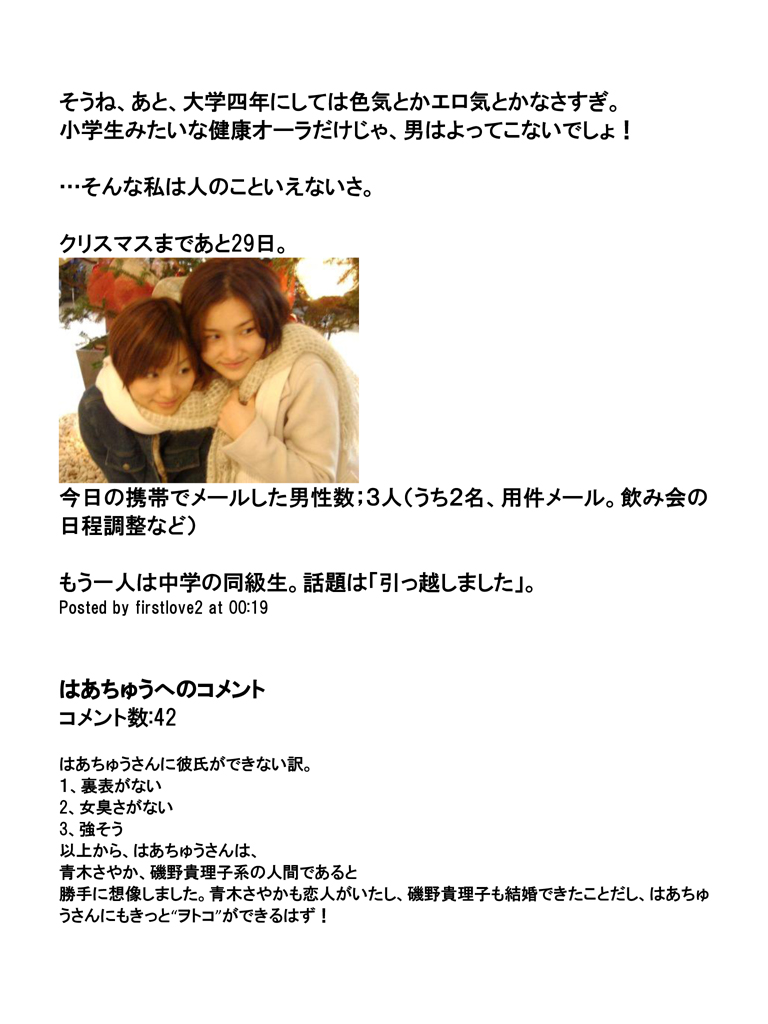 そうね、あと、大学四年にしては色気とかエロ気とかなさすぎ。
小学生みたいな健康オーラだけじゃ、男はよってこないでしょ！
…そんな私は人のこといえないさ。
クリスマスまであと29日。
今日の携帯でメールした男性数；３人（うち２名、用件メール。飲み会の
日程調整など）
もう一人は中学の同級生。話題は「引っ越しました」。
Posted by firstlove2 at 00:19
はあちゅうへのコメント
コメント数:42
はあちゅうさんに彼氏ができない訳。
１、裏表がない
２、女臭さがない
３、強そう
以上から、はあちゅうさんは、
青木さやか、磯野貴理子系の人間であると
勝手に想像しました。青木さやかも恋人がいたし、磯野貴理子も結婚できたことだし、はあちゅ
うさんにもきっと“ヲトコ”ができるはず！